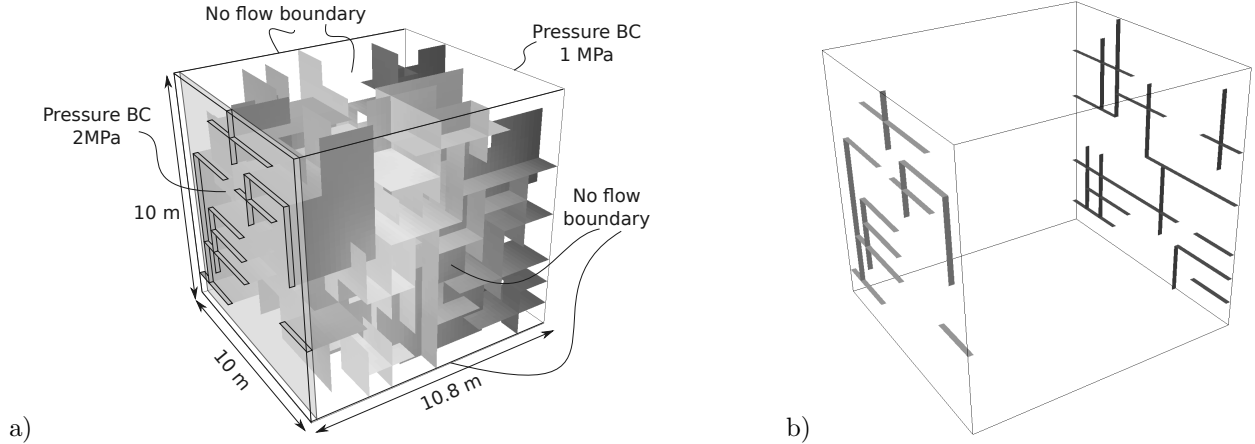 No flow boundary
Pressure BC
1 MPa
Pressure BC
2MPa
10 m
No flow
boundary
10 m
10.8 m
a)
b)